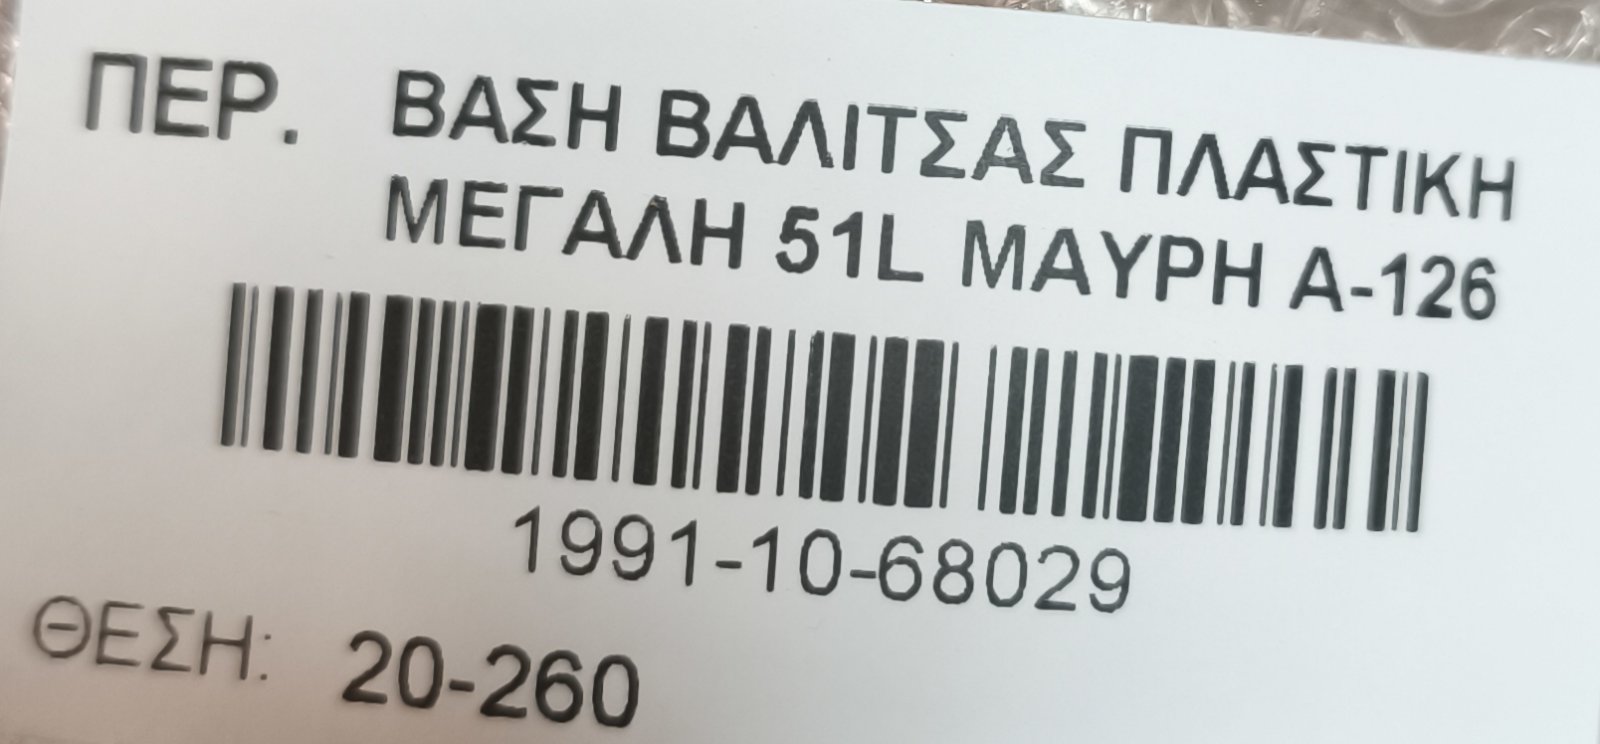 ΠΕΡ. ΒΑΣΗ ΒΑΛΙΤΣΑΣ ΠΛΑΣΤΙΚΗ
ΜΕΓΑΛΗ 51L ΜΑΥΡΗ Α-126
1991-10-68029
ΘΕΣΗ: 20-260